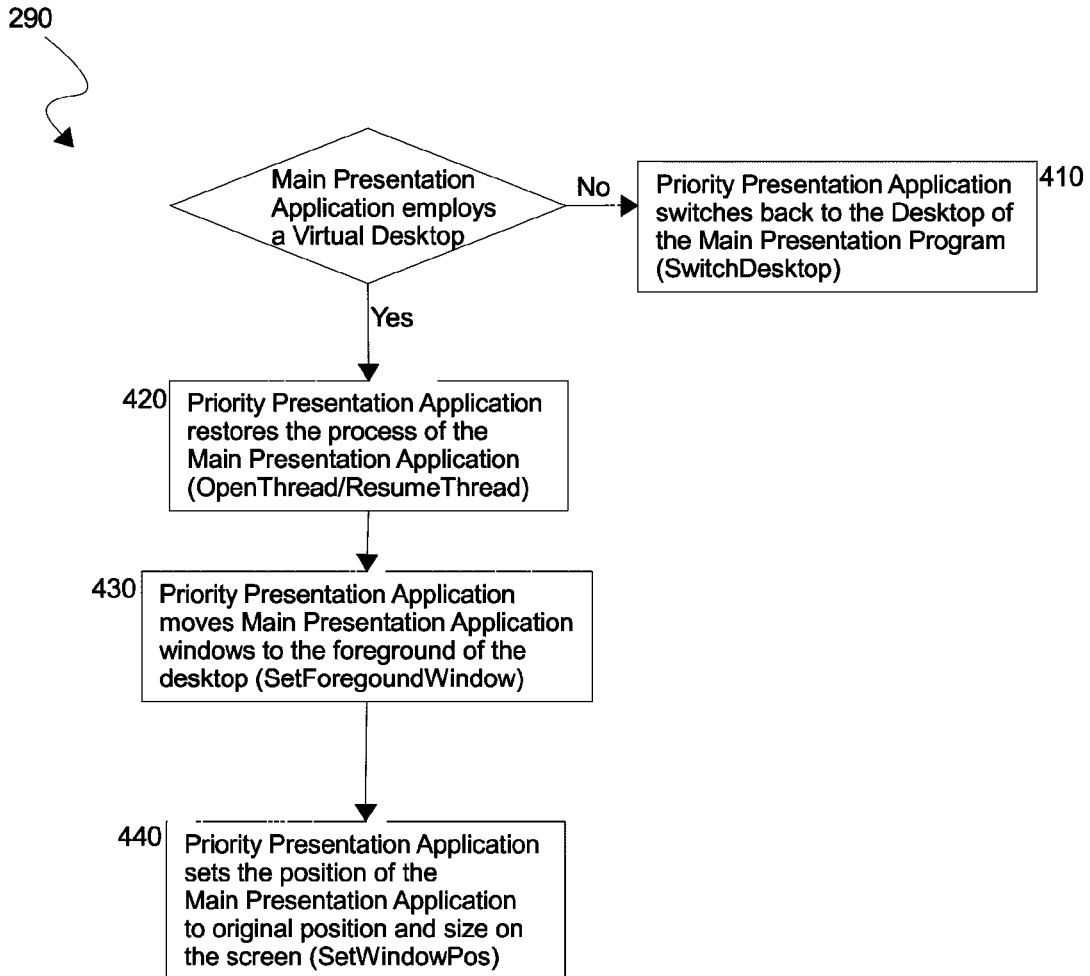 290
Main Presentation
Application employs
a Virtual Desktop
No
Priority Presentation Application
switches back to the Desktop of
the Main Presentation Program
(SwitchDesktop)
410
Yes
420
Priority Presentation Application
restores the process of the
Main Presentation Application
(OpenThread/ResumeThread)
430
Priority Presentation Application
moves Main Presentation Application
windows to the foreground of the
desktop (SetForegoundWindow)
440
Priority Presentation Application
sets the position of the
Main Presentation Application
to original position and size on
the screen (SetWindowPos)